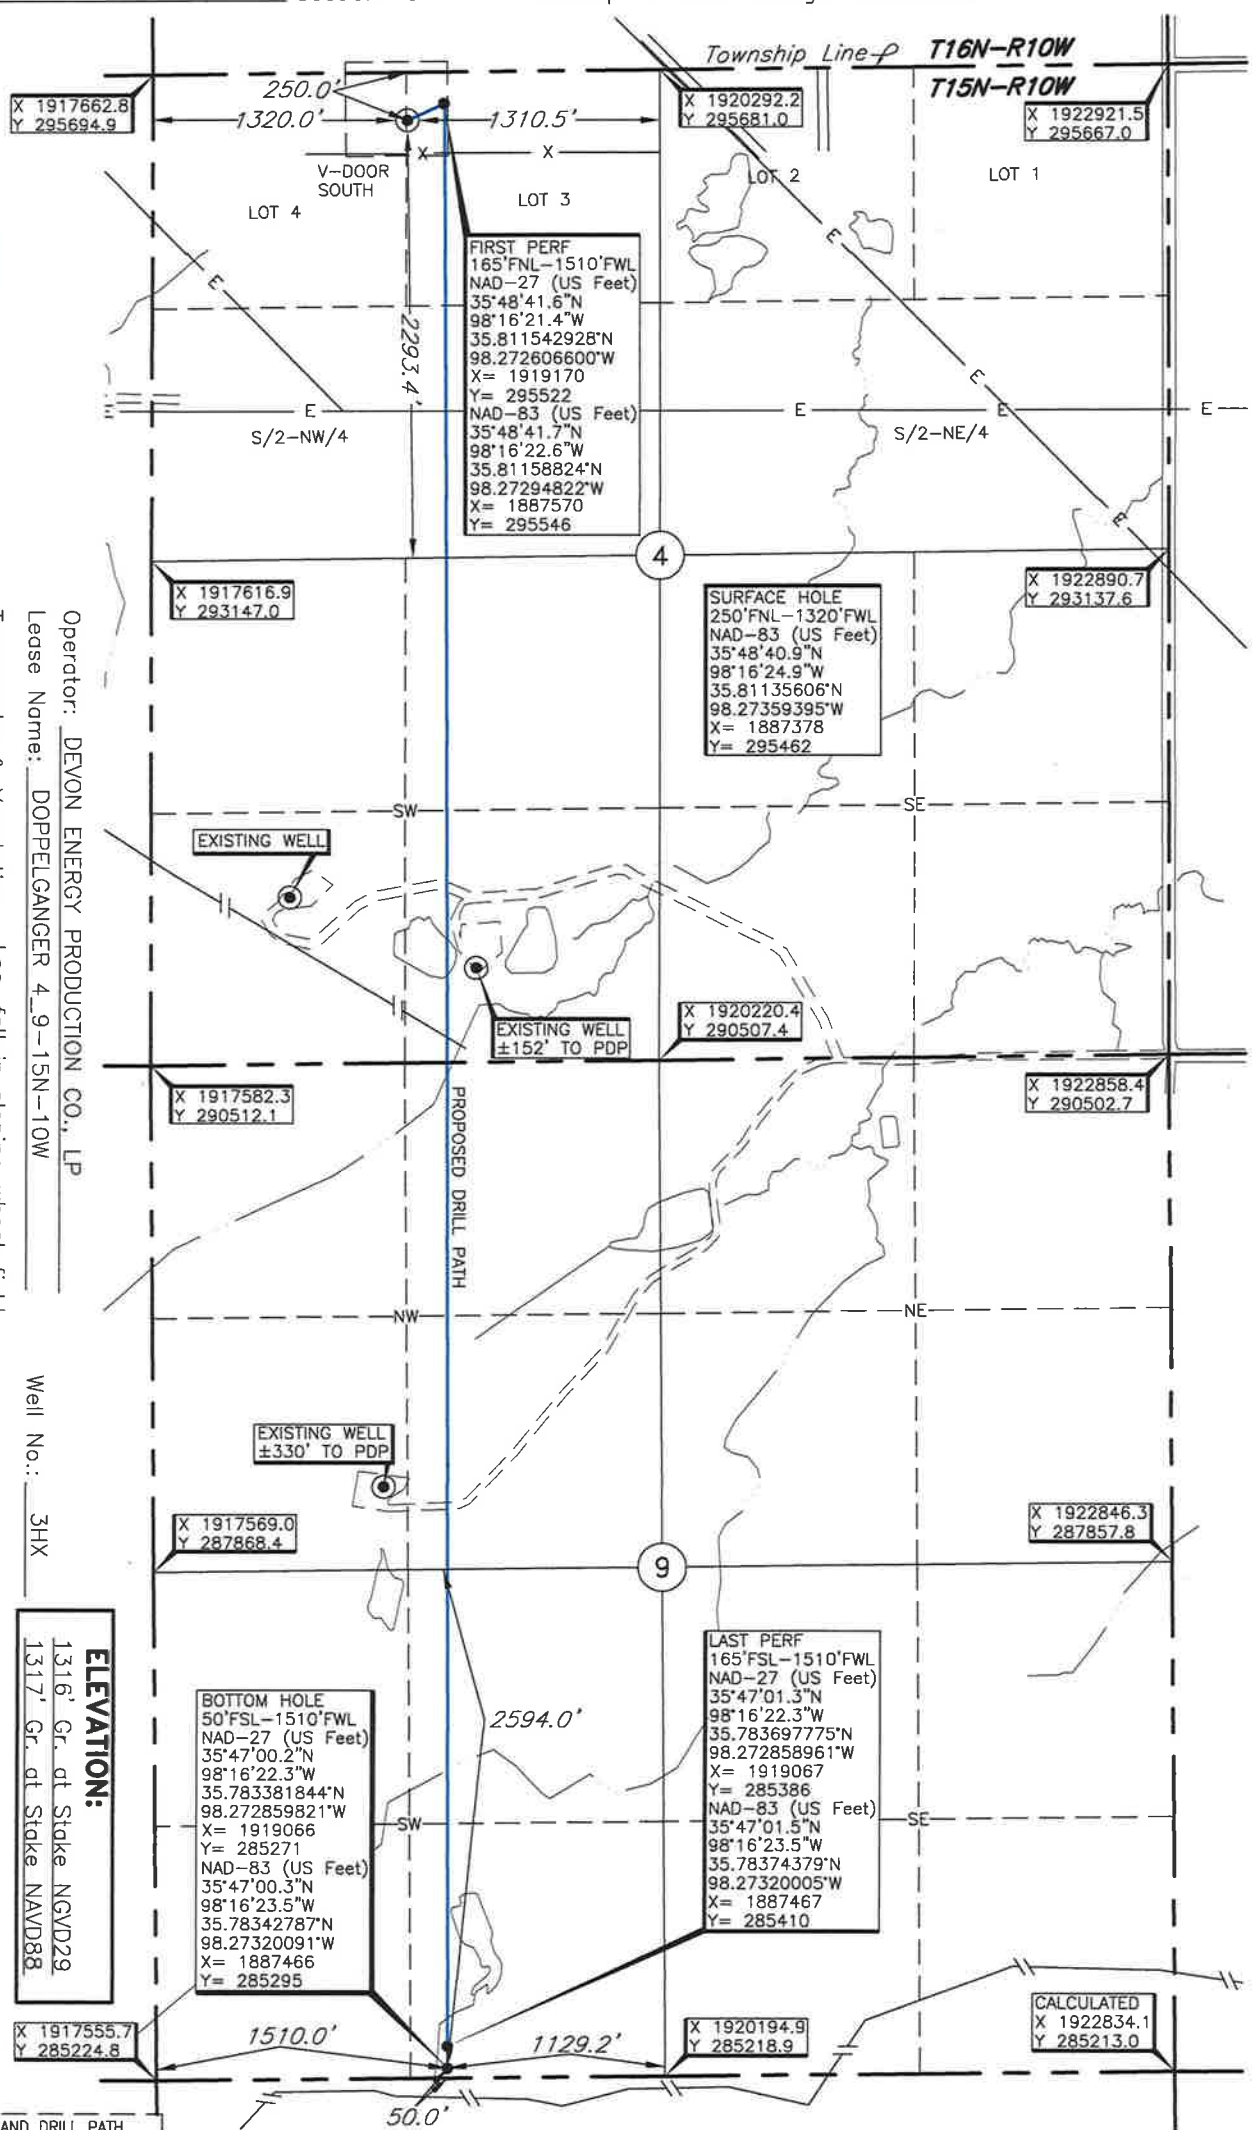 Township Line
T16N-R10W
T15N-R10W
X 1917662.8
Y 295694.9
250.0'
1320.0'
1310.5'
X 1920292.2
Y 295681.0
X 1922921.5
Y 295667.0
X
X
V-DOOR
SOUTH
LOT 4
LOT 3
LOT 2
LOT 1
FIRST PERF
165'FNL-1510'FWL
NAD-27 (US Feet)
35°48'41.6"N
98°16'21.4"W
35.811542928°N
98.272606600°W
X= 1919170
Y= 295522
NAD-83 (US Feet)
35°48'41.7"N
98°16'22.6"W
35.81158824°N
98.27294822°W
X= 1887570
Y= 295546
2293.4'
E
E
E
E
E
E
E
E
E
S/2-NW/4
S/2-NE/4
4
X 1917616.9
Y 293147.0
X 1922890.7
Y 293137.6
SURFACE HOLE
250'FNL-1320'FWL
NAD-83 (US Feet)
35°48'40.9"N
98°16'24.9"W
35.81135606°N
98.27359395°W
X= 1887378
Y= 295462
SW
SE
EXISTING WELL
EXISTING WELL
±152' TO PDP
X 1920220.4
Y 290507.4
X 1917582.3
Y 290512.1
X 1922858.4
Y 290502.7
PROPOSED DRILL PATH
NW
NE
EXISTING WELL
±330' TO PDP
X 1917569.0
Y 287868.4
X 1922846.3
Y 287857.8
9
BOTTOM HOLE
50'FSL-1510'FWL
NAD-27 (US Feet)
35°47'00.2"N
98°16'22.3"W
35.783381844°N
98.272859821°W
X= 1919066
Y= 285271
NAD-83 (US Feet)
35°47'00.3"N
98°16'23.5"W
35.78342787°N
98.27320091°W
X= 1887466
Y= 285295
2594.0'
LAST PERF
165'FSL-1510'FWL
NAD-27 (US Feet)
35°47'01.3"N
98°16'22.3"W
35.783697775°N
98.272858961°W
X= 1919067
Y= 285386
NAD-83 (US Feet)
35°47'01.5"N
98°16'23.5"W
35.78374379°N
98.27320005°W
X= 1887467
Y= 285410
SW
SE
X 1917555.7
Y 285224.8
1510.0'
1129.2'
X 1920194.9
Y 285218.9
CALCULATED
X 1922834.1
Y 285213.0
50.0'
AND DRILL PATH
Operator: DEVON ENERGY PRODUCTION CO., LP
Lease Name: DOPPELGANGER 4_9-15N-10W
Well No.: 3HX
ELEVATION:
1316' Gr. at Stake NGVD29
1317' Gr. at Stake NAVD88